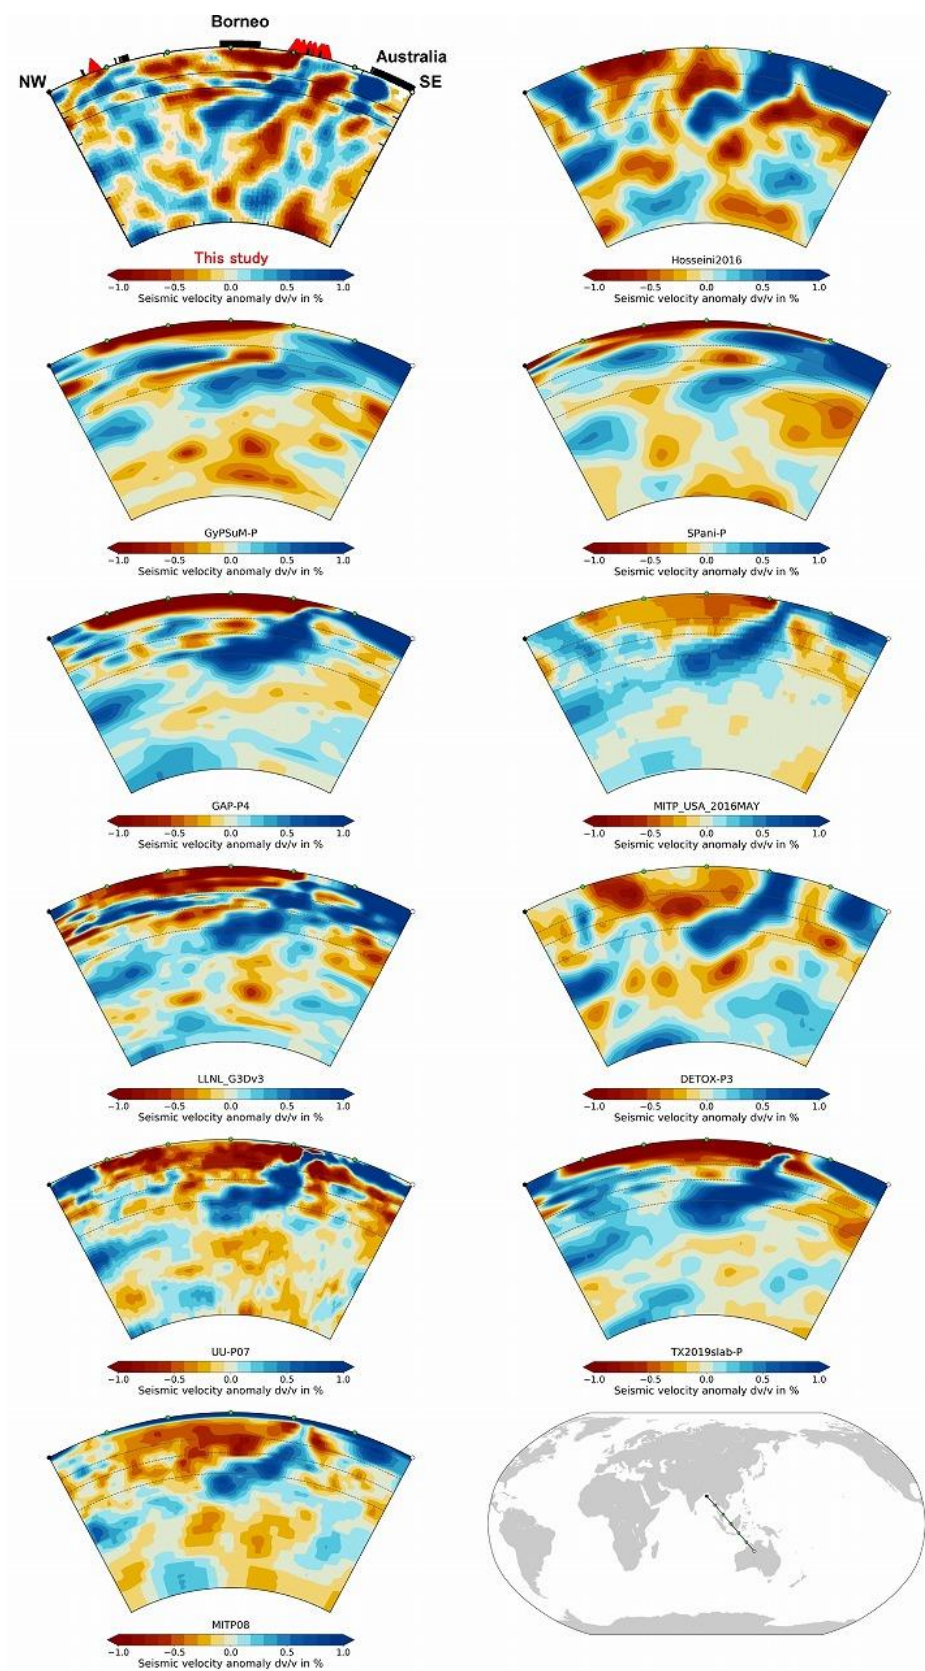 Borneo
Australia
NW
SE
This study
−1.0 −0.5 0.0 0.5 1.0
Seismic velocity anomaly dv/v in %
Hosseini2016
−1.0 −0.5 0.0 0.5 1.0
Seismic velocity anomaly dv/v in %
GyPSuM-P
−1.0 −0.5 0.0 0.5 1.0
Seismic velocity anomaly dv/v in %
SPani-P
−1.0 −0.5 0.0 0.5 1.0
Seismic velocity anomaly dv/v in %
GAP-P4
−1.0 −0.5 0.0 0.5 1.0
Seismic velocity anomaly dv/v in %
MITP_USA_2016MAY
−1.0 −0.5 0.0 0.5 1.0
Seismic velocity anomaly dv/v in %
LLNL_G3Dv3
−1.0 −0.5 0.0 0.5 1.0
Seismic velocity anomaly dv/v in %
DETOX-P3
−1.0 −0.5 0.0 0.5 1.0
Seismic velocity anomaly dv/v in %
UU-P07
−1.0 −0.5 0.0 0.5 1.0
Seismic velocity anomaly dv/v in %
TX2019slab-P
−1.0 −0.5 0.0 0.5 1.0
Seismic velocity anomaly dv/v in %
MITP08
−1.0 −0.5 0.0 0.5 1.0
Seismic velocity anomaly dv/v in %